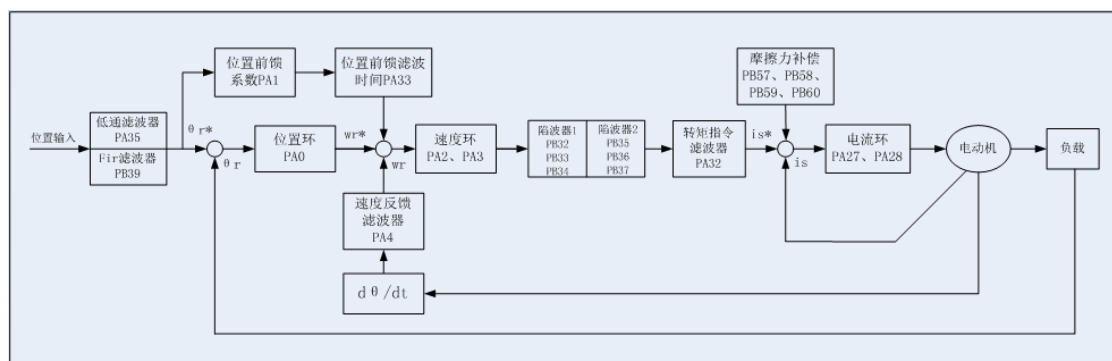 位置前馈
系数PA1
位置前馈滤波
时间PA33
摩擦力补偿
PB57、PB58、
PB59、PB60
位置输入
低通滤波器
PA35
Fir滤波器
PB39
θr*
θr
位置环
PA0
wr*
wr
速度环
PA2、PA3
陷波器1
PB32
PB33
PB34
陷波器2
PB35
PB36
PB37
转矩指令
滤波器
PA32
is*
is
电流环
PA27、PA28
电动机
负载
速度反馈
滤波器
PA4
dθ/dt